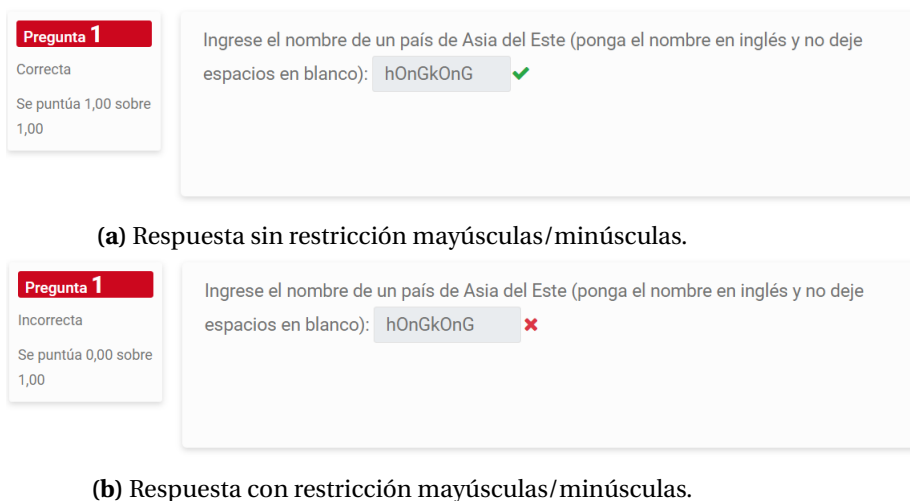 Pregunta 1
Correcta
Se puntúa 1,00 sobre
1,00
Ingrese el nombre de un país de Asia del Este (ponga el nombre en inglés y no deje
espacios en blanco): hOnGkOnG
(a) Respuesta sin restricción mayúsculas/minúsculas.
Pregunta 1
Incorrecta
Se puntúa 0,00 sobre
1,00
Ingrese el nombre de un país de Asia del Este (ponga el nombre en inglés y no deje
espacios en blanco): hOnGkOnG
(b) Respuesta con restricción mayúsculas/minúsculas.